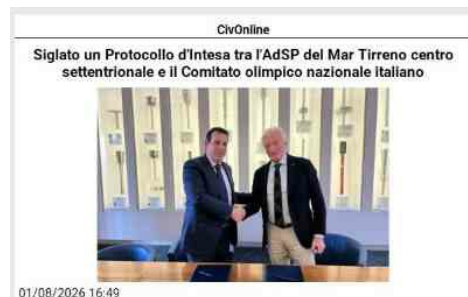 CivOnline
Siglato un Protocollo d'Intesa tra l'AdSP del Mar Tirreno centro
settentrionale e il Comitato olimpico nazionale italiano
01/08/2026 16:49